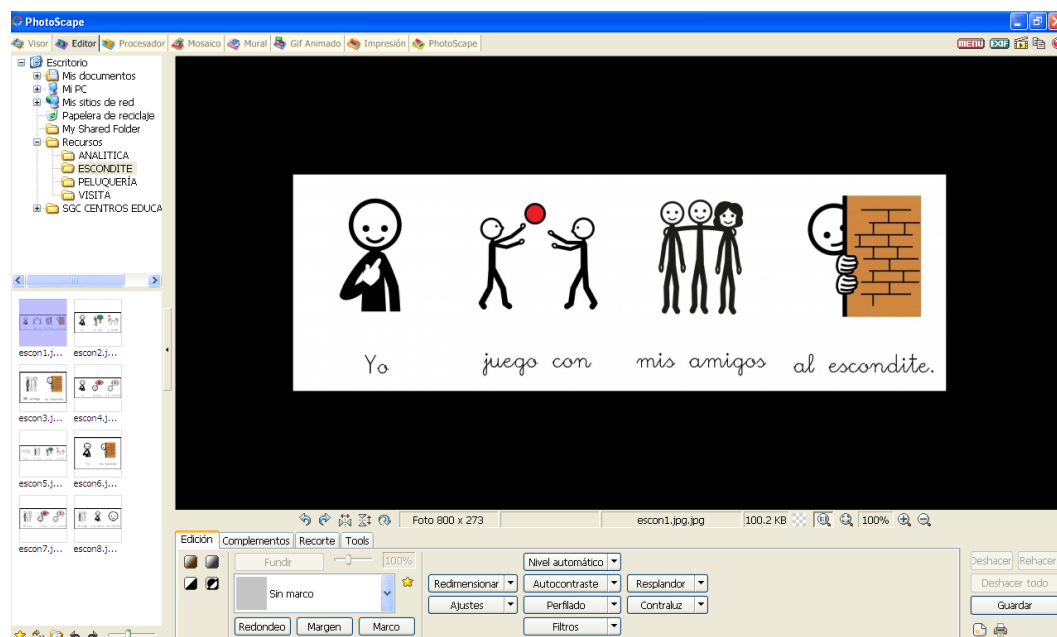 PhotoScape
Visor Editor Procesador Mosaico Mural Gif Animado Impresión PhotoScape
MENU EXIF
Escritorio
Mis documentos
Mi PC
Mis sitios de red
Papelera de reciclaje
My Shared Folder
Recursos
ANALITICA
ESCONDITE
PELUQUERÍA
VISITA
SGC CENTROS EDUCA
Yo juego con mis amigos al escondite.
escon1.j... escon2.j...
escon3.j... escon4.j...
escon5.j... escon6.j...
escon7.j... escon8.j...
Foto 800 x 273 escon1.jpg.jpg 100.2 KB 100%
Edición Complementos Recorte Tools
Fundir 100% Nivel automático Deshacer Rehacer
Sin marco Redimensionar Autocontraste Resplandor Deshacer todo
Ajustes Perfilado Contraluz Guardar
Redondeo Margen Marco Filtros